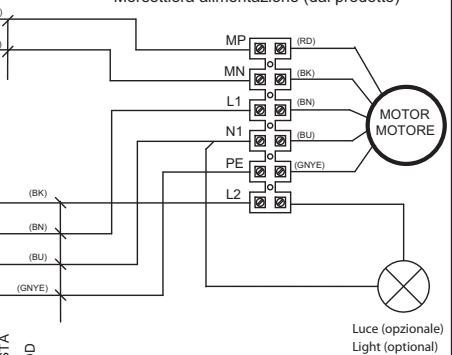 Morsettiera alimentazione (dal prodotto)
MP (RD)
MN (BK)
L1 (BN)
N1 (BU)
PE (GNYE)
L2
MOTOR
MOTORE
(BK)
(BN)
(BU)
(GNYE)
Luce (opzionale)
Light (optional)